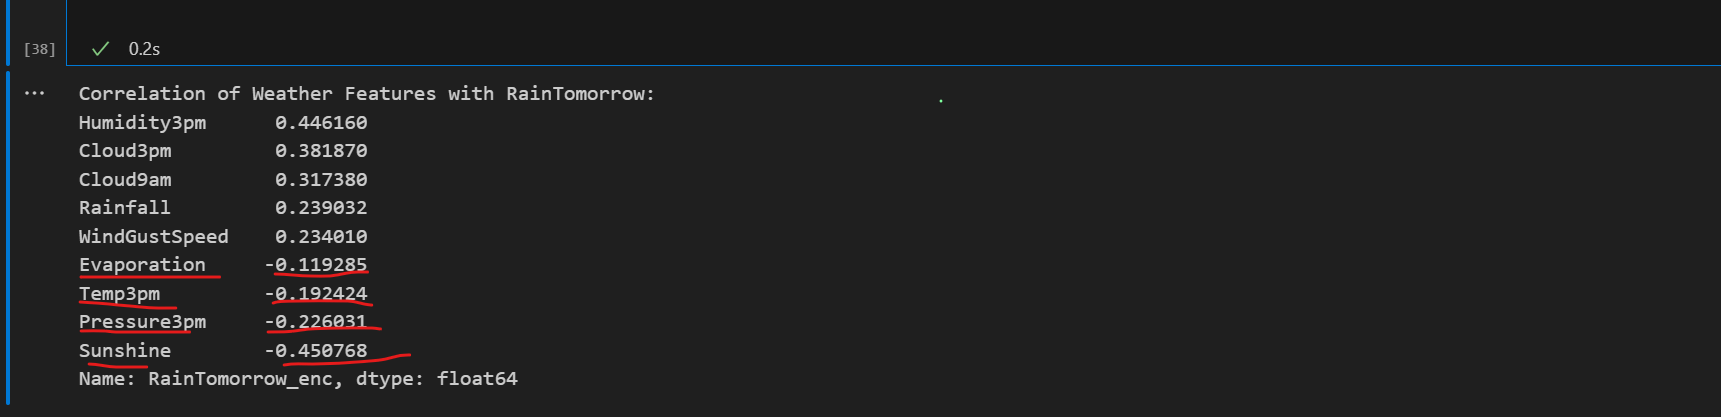 [38] 0.2s
Correlation of Weather Features with RainTomorrow:
Humidity3pm 0.446160
Cloud3pm 0.381870
Cloud9am 0.317380
Rainfall 0.239032
WindGustSpeed 0.234010
Evaporation -0.119285
Temp3pm -0.192424
Pressure3pm -0.226031
Sunshine -0.450768
Name: RainTomorrow_enc, dtype: float64